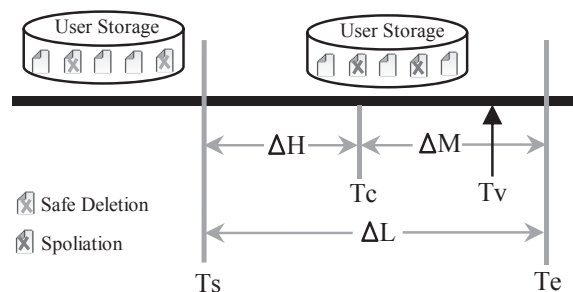 User Storage
User Storage
ΔH
ΔM
Tc
Tv
Safe Deletion
Spoliation
ΔL
Ts
Te